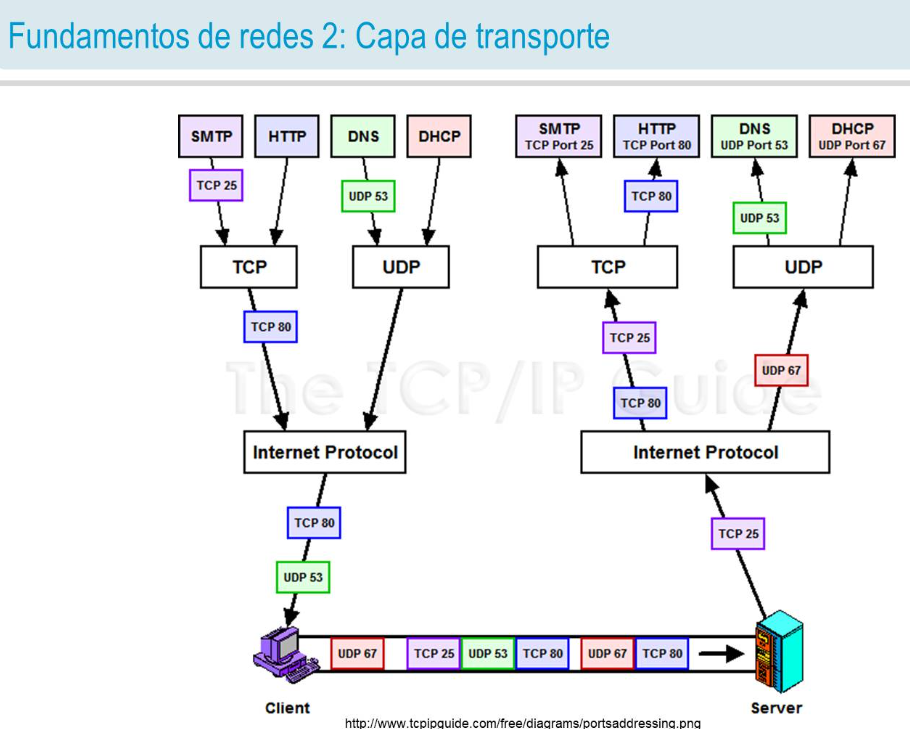 Fundamentos de redes 2: Capa de transporte
SMTP
HTTP
DNS
DHCP
SMTP
TCP Port 25
HTTP
TCP Port 80
DNS
UDP Port 53
DHCP
UDP Port 67
TCP 25
UDP 53
TCP 80
UDP 53
TCP
UDP
TCP
UDP
TCP 80
TCP 25
UDP 67
The TCP/IP Guide
TCP 80
Internet Protocol
Internet Protocol
TCP 80
TCP 25
UDP 53
UDP 67
TCP 25
UDP 53
TCP 80
UDP 67
TCP 80
Client
Server
http://www.tcpipguide.com/free/diagrams/portsaddressing.png